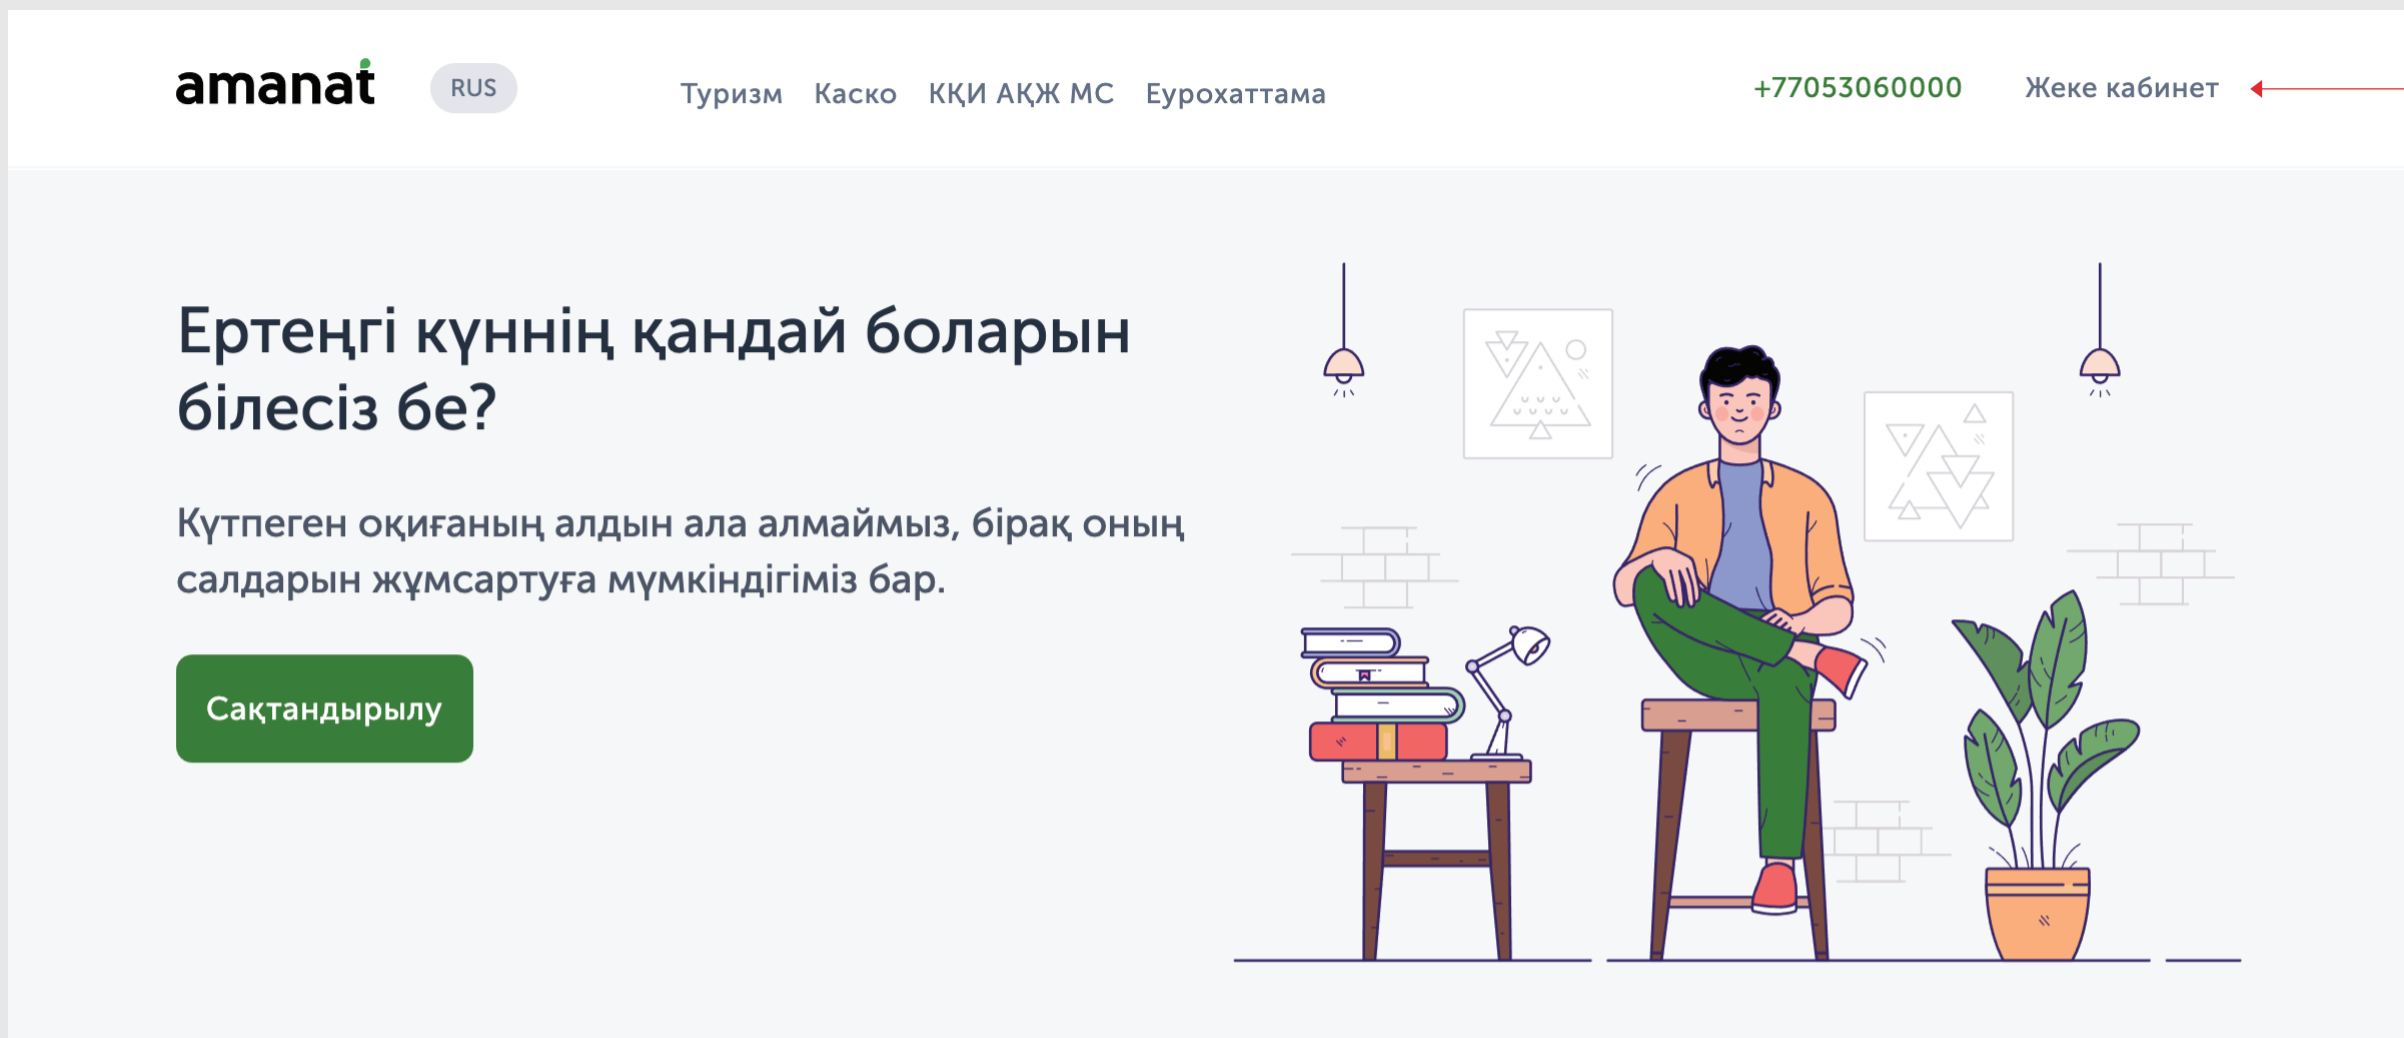 amanat
RUS
Туризм Каско КҚИ АҚЖ МС Еурохаттама
+77053060000 Жеке кабинет
Ертеңгі күннің қандай боларын
білесіз бе?
Күтпеген оқиғаның алдын ала алмаймыз, бірақ оның
салдарын жұмсартуға мүмкіндігіміз бар.
Сақтандырылу